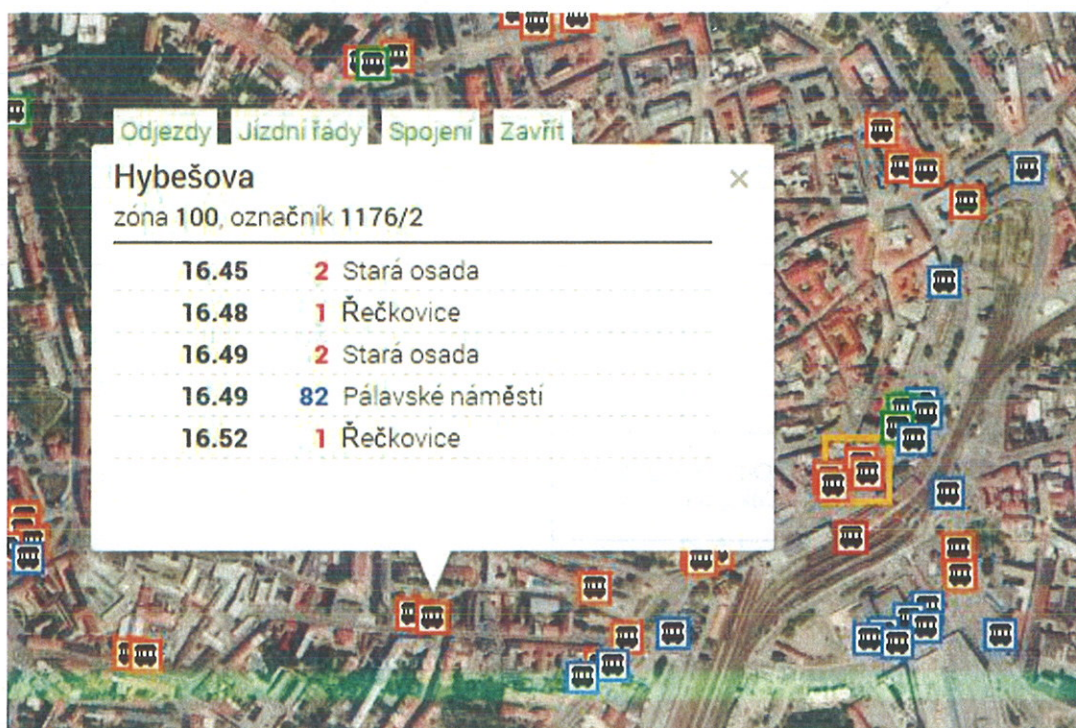 Odjezdy Jízdní řády Spojení Zavřít
Hybešova
zóna 100, označník 1176/2
16.45 2 Stará osada
16.48 1 Řečkovice
16.49 2 Stará osada
16.49 82 Pálavské náměstí
16.52 1 Řečkovice